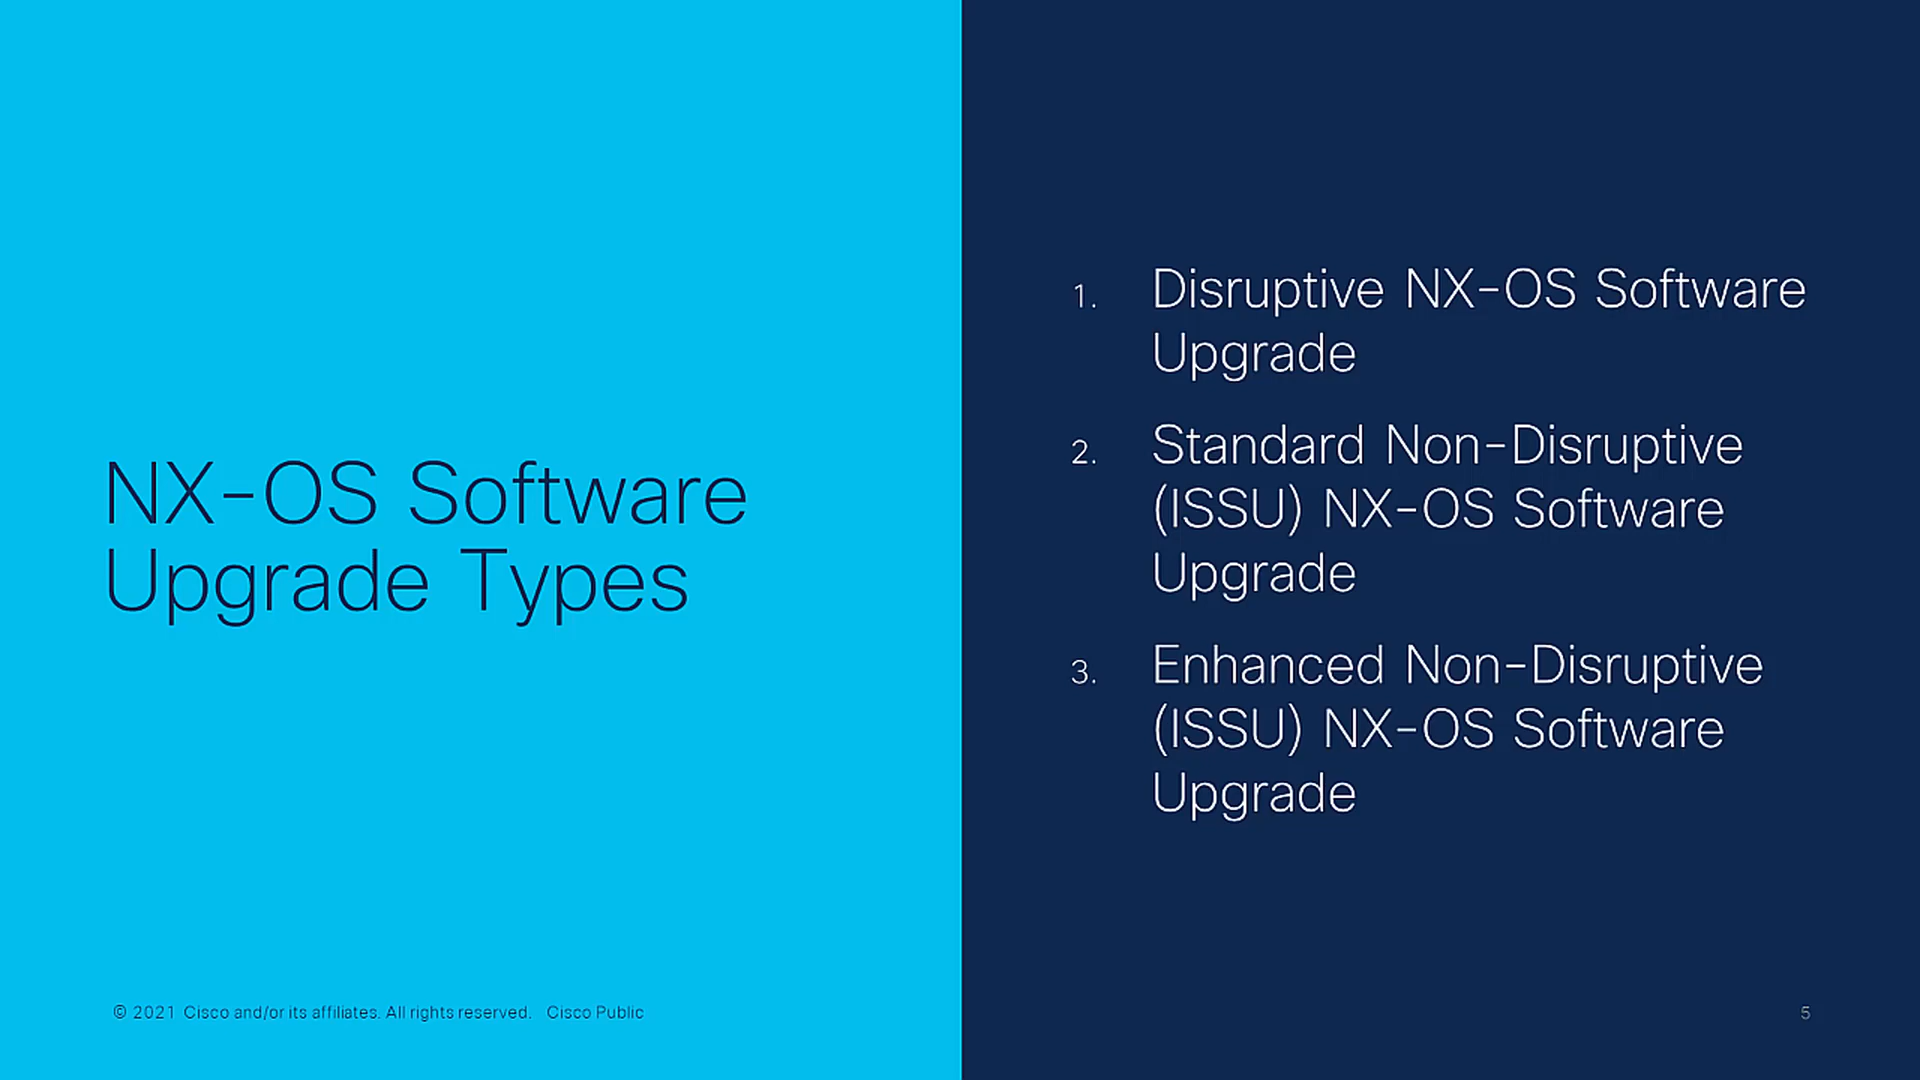 NX-OS Software
Upgrade Types
1. Disruptive NX-OS Software
Upgrade
2. Standard Non-Disruptive
(ISSU) NX-OS Software
Upgrade
3. Enhanced Non-Disruptive
(ISSU) NX-OS Software
Upgrade
© 2021 Cisco and/or its affiliates. All rights reserved. Cisco Public
5